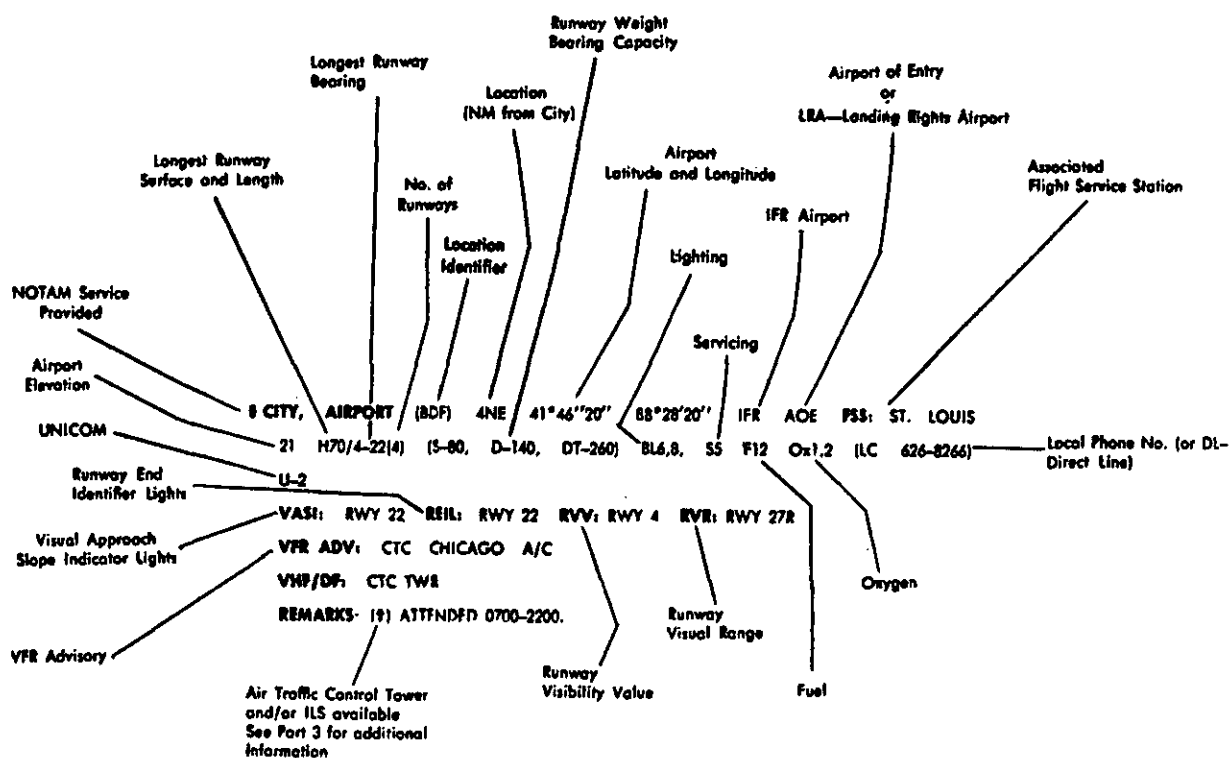 Runway Weight
Bearing Capacity
Longest Runway
Bearing
Location
(NM from City)
Airport of Entry
or
LRA—Landing Rights Airport
Longest Runway
Surface and Length
No. of
Runways
Airport
Latitude and Longitude
Associated
Flight Service Station
IFR Airport
Location
Identifier
Lighting
NOTAM Service
Provided
Servicing
Airport
Elevation
§ CITY, AIRPORT (BDF) 4NE 41°46"20" 88°28'20" IFR AOE FSS: ST. LOUIS
21 H70/4–22(4) (S–80, D–140, DT–260) BL6,8, S5 F12 Ox1,2 (LC 626–8266)
Local Phone No. (or DL–
Direct Line)
UNICOM
U–2
Runway End
Identifier Lights
VASI: RWY 22 REIL: RWY 22 RVV: RWY 4 RVR: RWY 27R
Visual Approach
Slope Indicator Lights
VFR ADV: CTC CHICAGO A/C
VHF/DF: CTC TWR
Oxygen
REMARKS· (†) ATTENDED 0700–2200.
Runway
Visual Range
VFR Advisory
Runway
Visibility Value
Fuel
Air Traffic Control Tower
and/or ILS available
See Part 3 for additional
Information